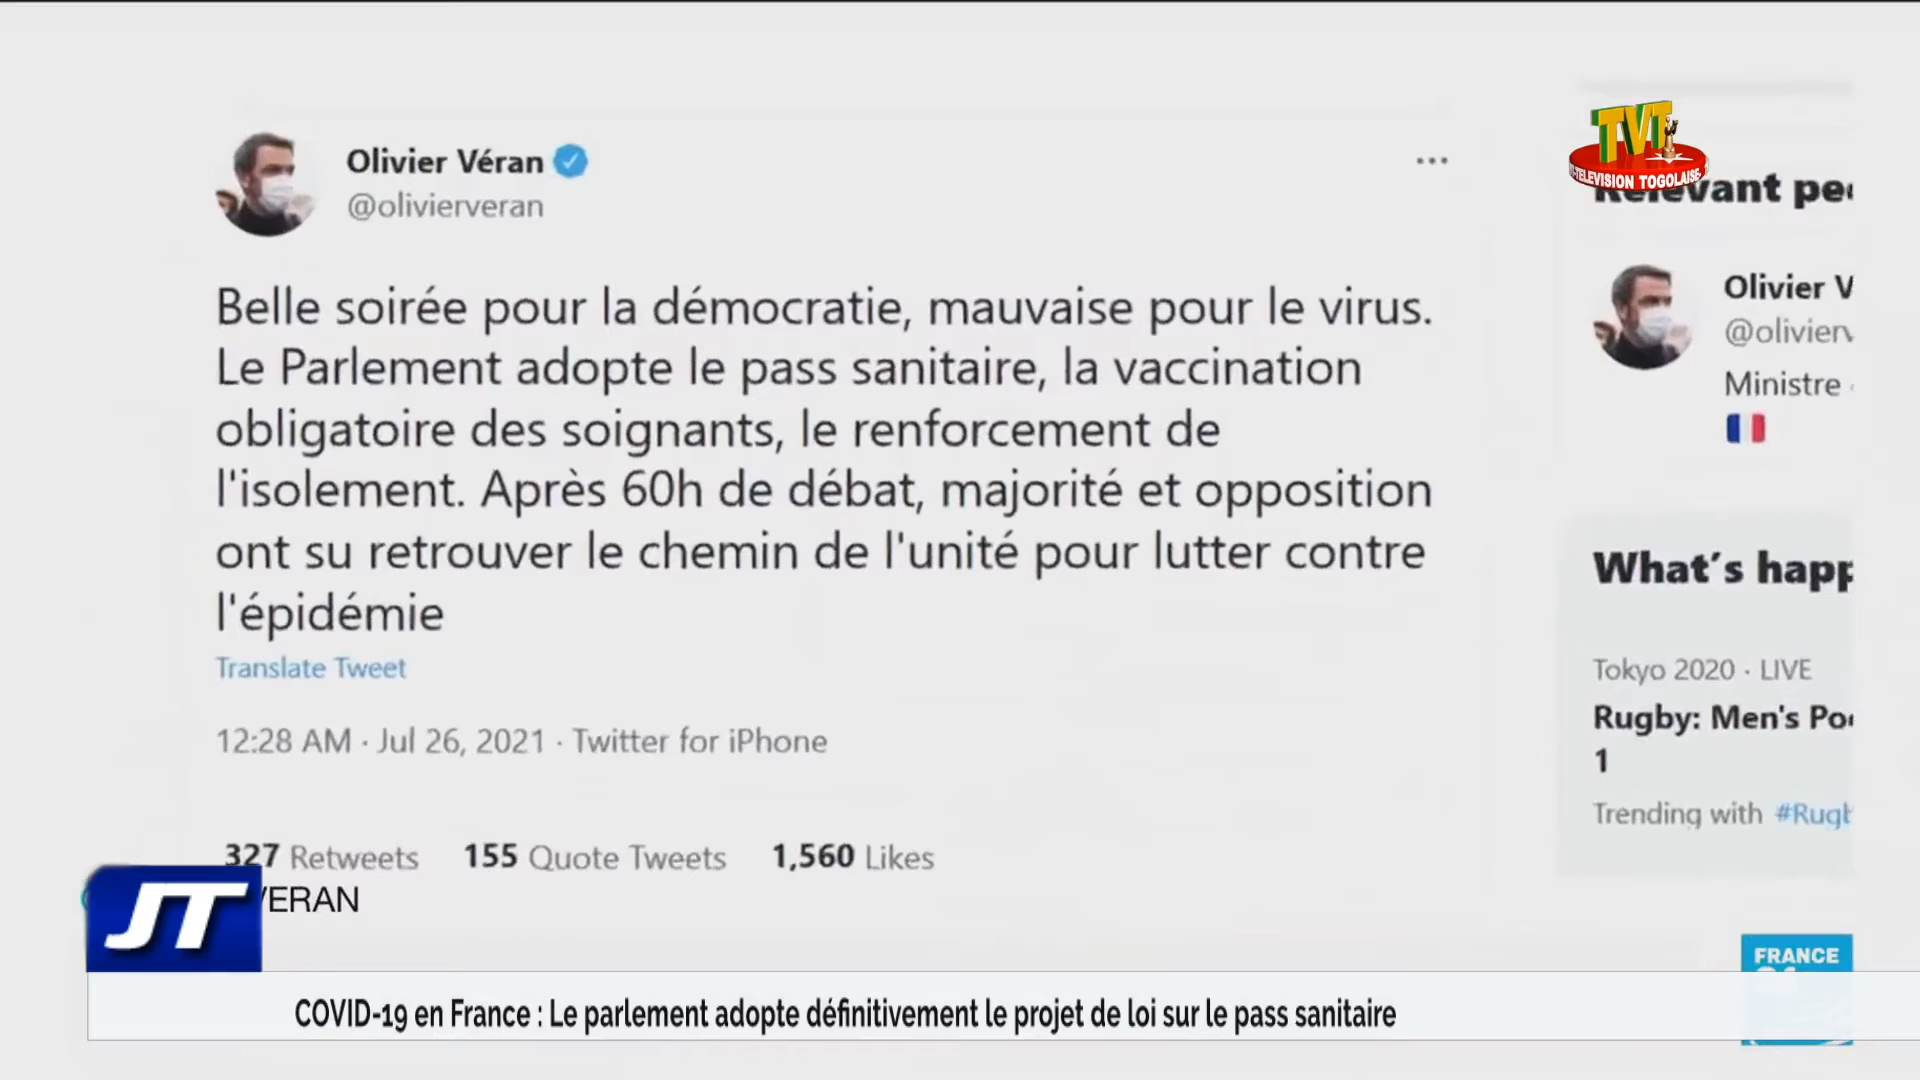 Olivier Véran
@olivierveran
Belle soirée pour la démocratie, mauvaise pour le virus.
Le Parlement adopte le pass sanitaire, la vaccination
obligatoire des soignants, le renforcement de
l'isolement. Après 60h de débat, majorité et opposition
ont su retrouver le chemin de l'unité pour lutter contre
l'épidémie
Translate Tweet
12:28 AM · Jul 26, 2021 · Twitter for iPhone
327 Retweets 155 Quote Tweets 1,560 Likes
TVT
TELEVISION TOGOLAISE
Relevant
Olivier V
@olivierv
Ministre
What's happ
Tokyo 2020 · LIVE
Rugby: Men's
1
Trending with #Rug
VERAN
JT
FRANCE
COVID-19 en France : Le parlement adopte définitivement le projet de loi sur le pass sanitaire